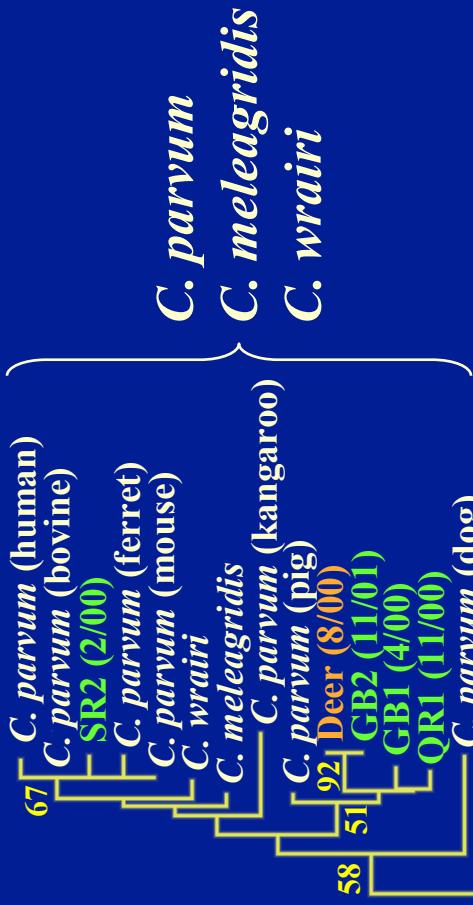 C. parvum (human)
C. parvum (bovine)
SR2 (2/00)
C. parvum (ferret)
C. parvum (mouse)
C. wrairi
C. meleagridis
C. parvum (kangaroo)
C. parvum (pig)
Deer (8/00)
GB2 (11/01)
GB1 (4/00)
QR1 (11/00)
C. parvum (dog)
67
92
51
58
C. parvum
C. meleagridis
C. wrairi